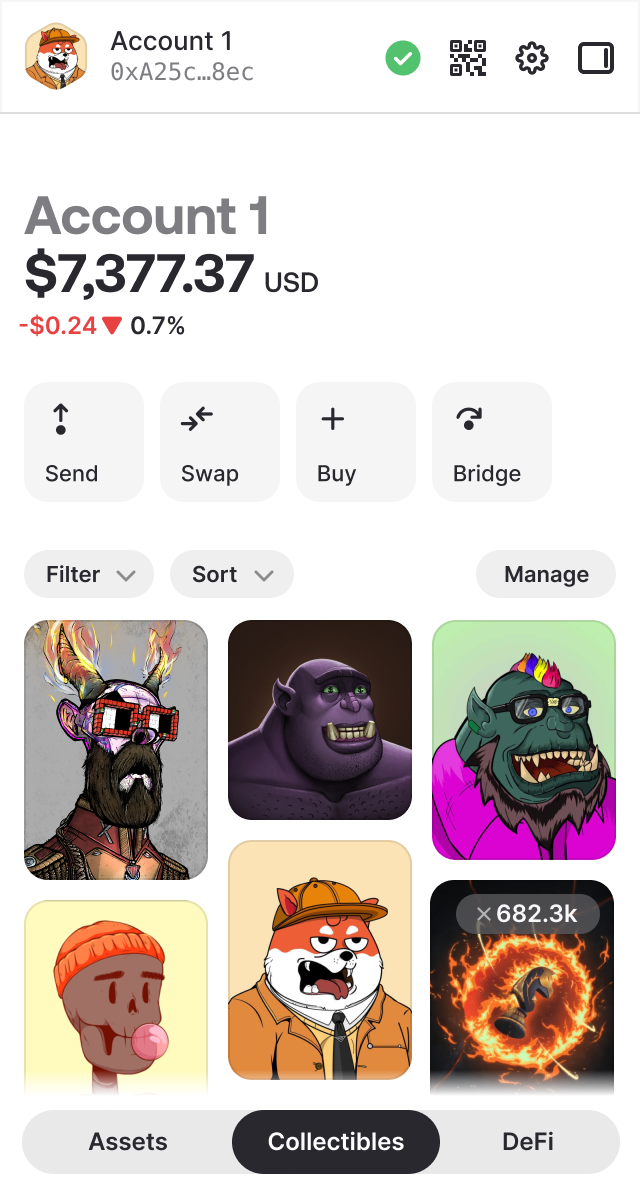 Account 1
0xA25c…8ec
Account 1
$7,377.37 USD
-$0.24 0.7%
Send
Swap
Buy
Bridge
Filter
Sort
Manage
×682.3k
Assets
Collectibles
DeFi